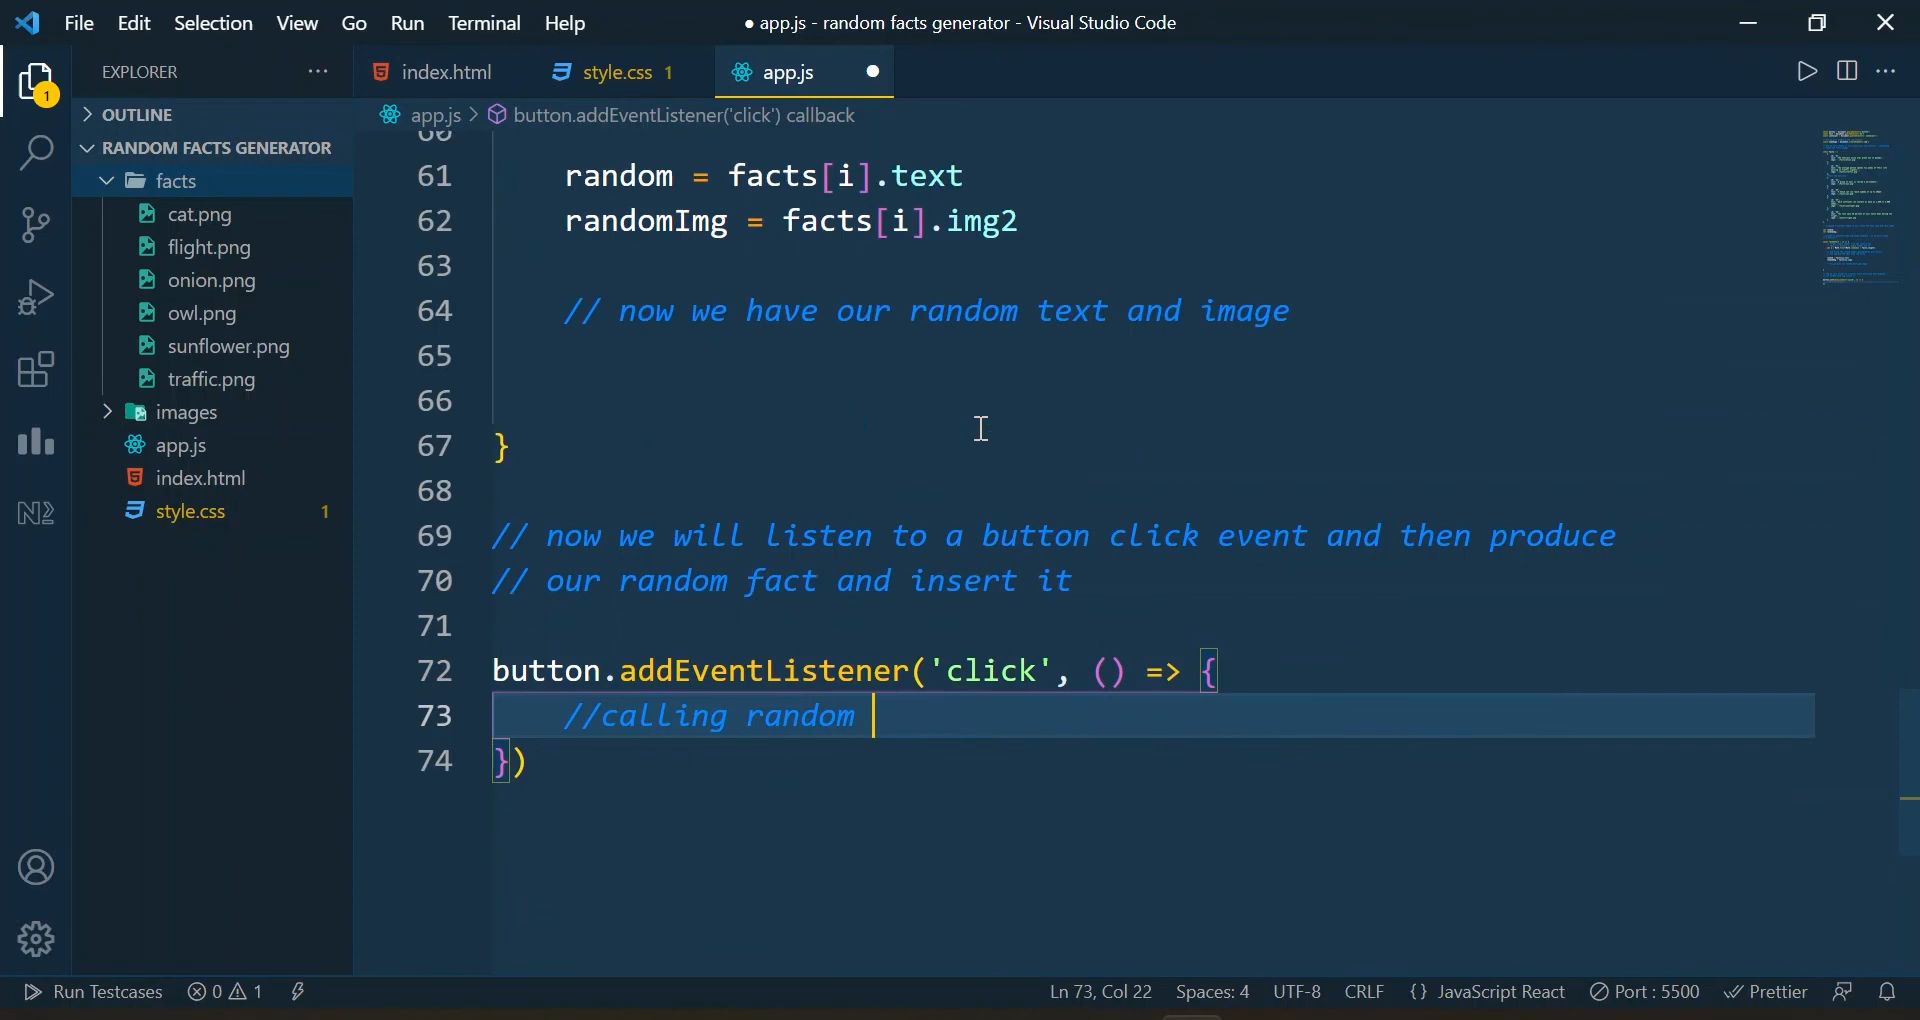 File Edit Selection View Go Run Terminal Help
● app.js - random facts generator - Visual Studio Code
EXPLORER
index.html
style.css 1
app.js
1
OUTLINE
app.js > button.addEventListener('click') callback
RANDOM FACTS GENERATOR
facts
cat.png
flight.png
onion.png
owl.png
sunflower.png
traffic.png
images
app.js
index.html
style.css 1
60
61 random = facts[i].text
62 randomImg = facts[i].img2
63
64 // now we have our random text and image
65
66
67 }
68
69 // now we will listen to a button click event and then produce
70 // our random fact and insert it
71
72 button.addEventListener('click', () => {
73 //calling random
74 })
Run Testcases 0 1
Ln 73, Col 22 Spaces: 4 UTF-8 CRLF {} JavaScript React Port : 5500 Prettier